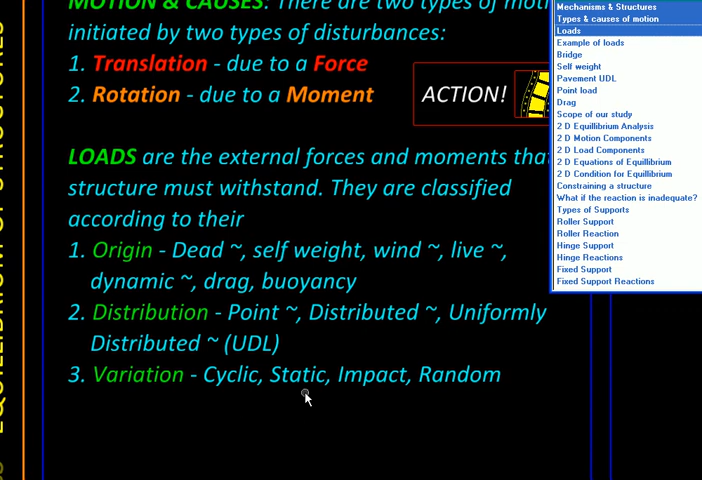 MOTION & CAUSES: There are two types of moti
initiated by two types of disturbances:
1. Translation - due to a Force
2. Rotation - due to a Moment
ACTION!
LOADS are the external forces and moments tha
structure must withstand. They are classified
according to their
1. Origin - Dead ~, self weight, wind ~, live ~,
dynamic ~, drag, buoyancy
2. Distribution - Point ~, Distributed ~, Uniformly
Distributed ~ (UDL)
3. Variation - Cyclic, Static, Impact, Random
Mechanisms & Structures
Types & causes of motion
Loads
Example of loads
Bridge
Self weight
Pavement UDL
Point load
Drag
Scope of our study
2 D Equilibrium Analysis
2 D Motion Components
2 D Load Components
2 D Equations of Equilibrium
2 D Condition for Equilibrium
Constraining a structure
What if the reaction is inadequate?
Types of Supports
Roller Support
Roller Reaction
Hinge Support
Hinge Reactions
Fixed Support
Fixed Support Reactions
EQUILIBRIUM OF STRUCTURES